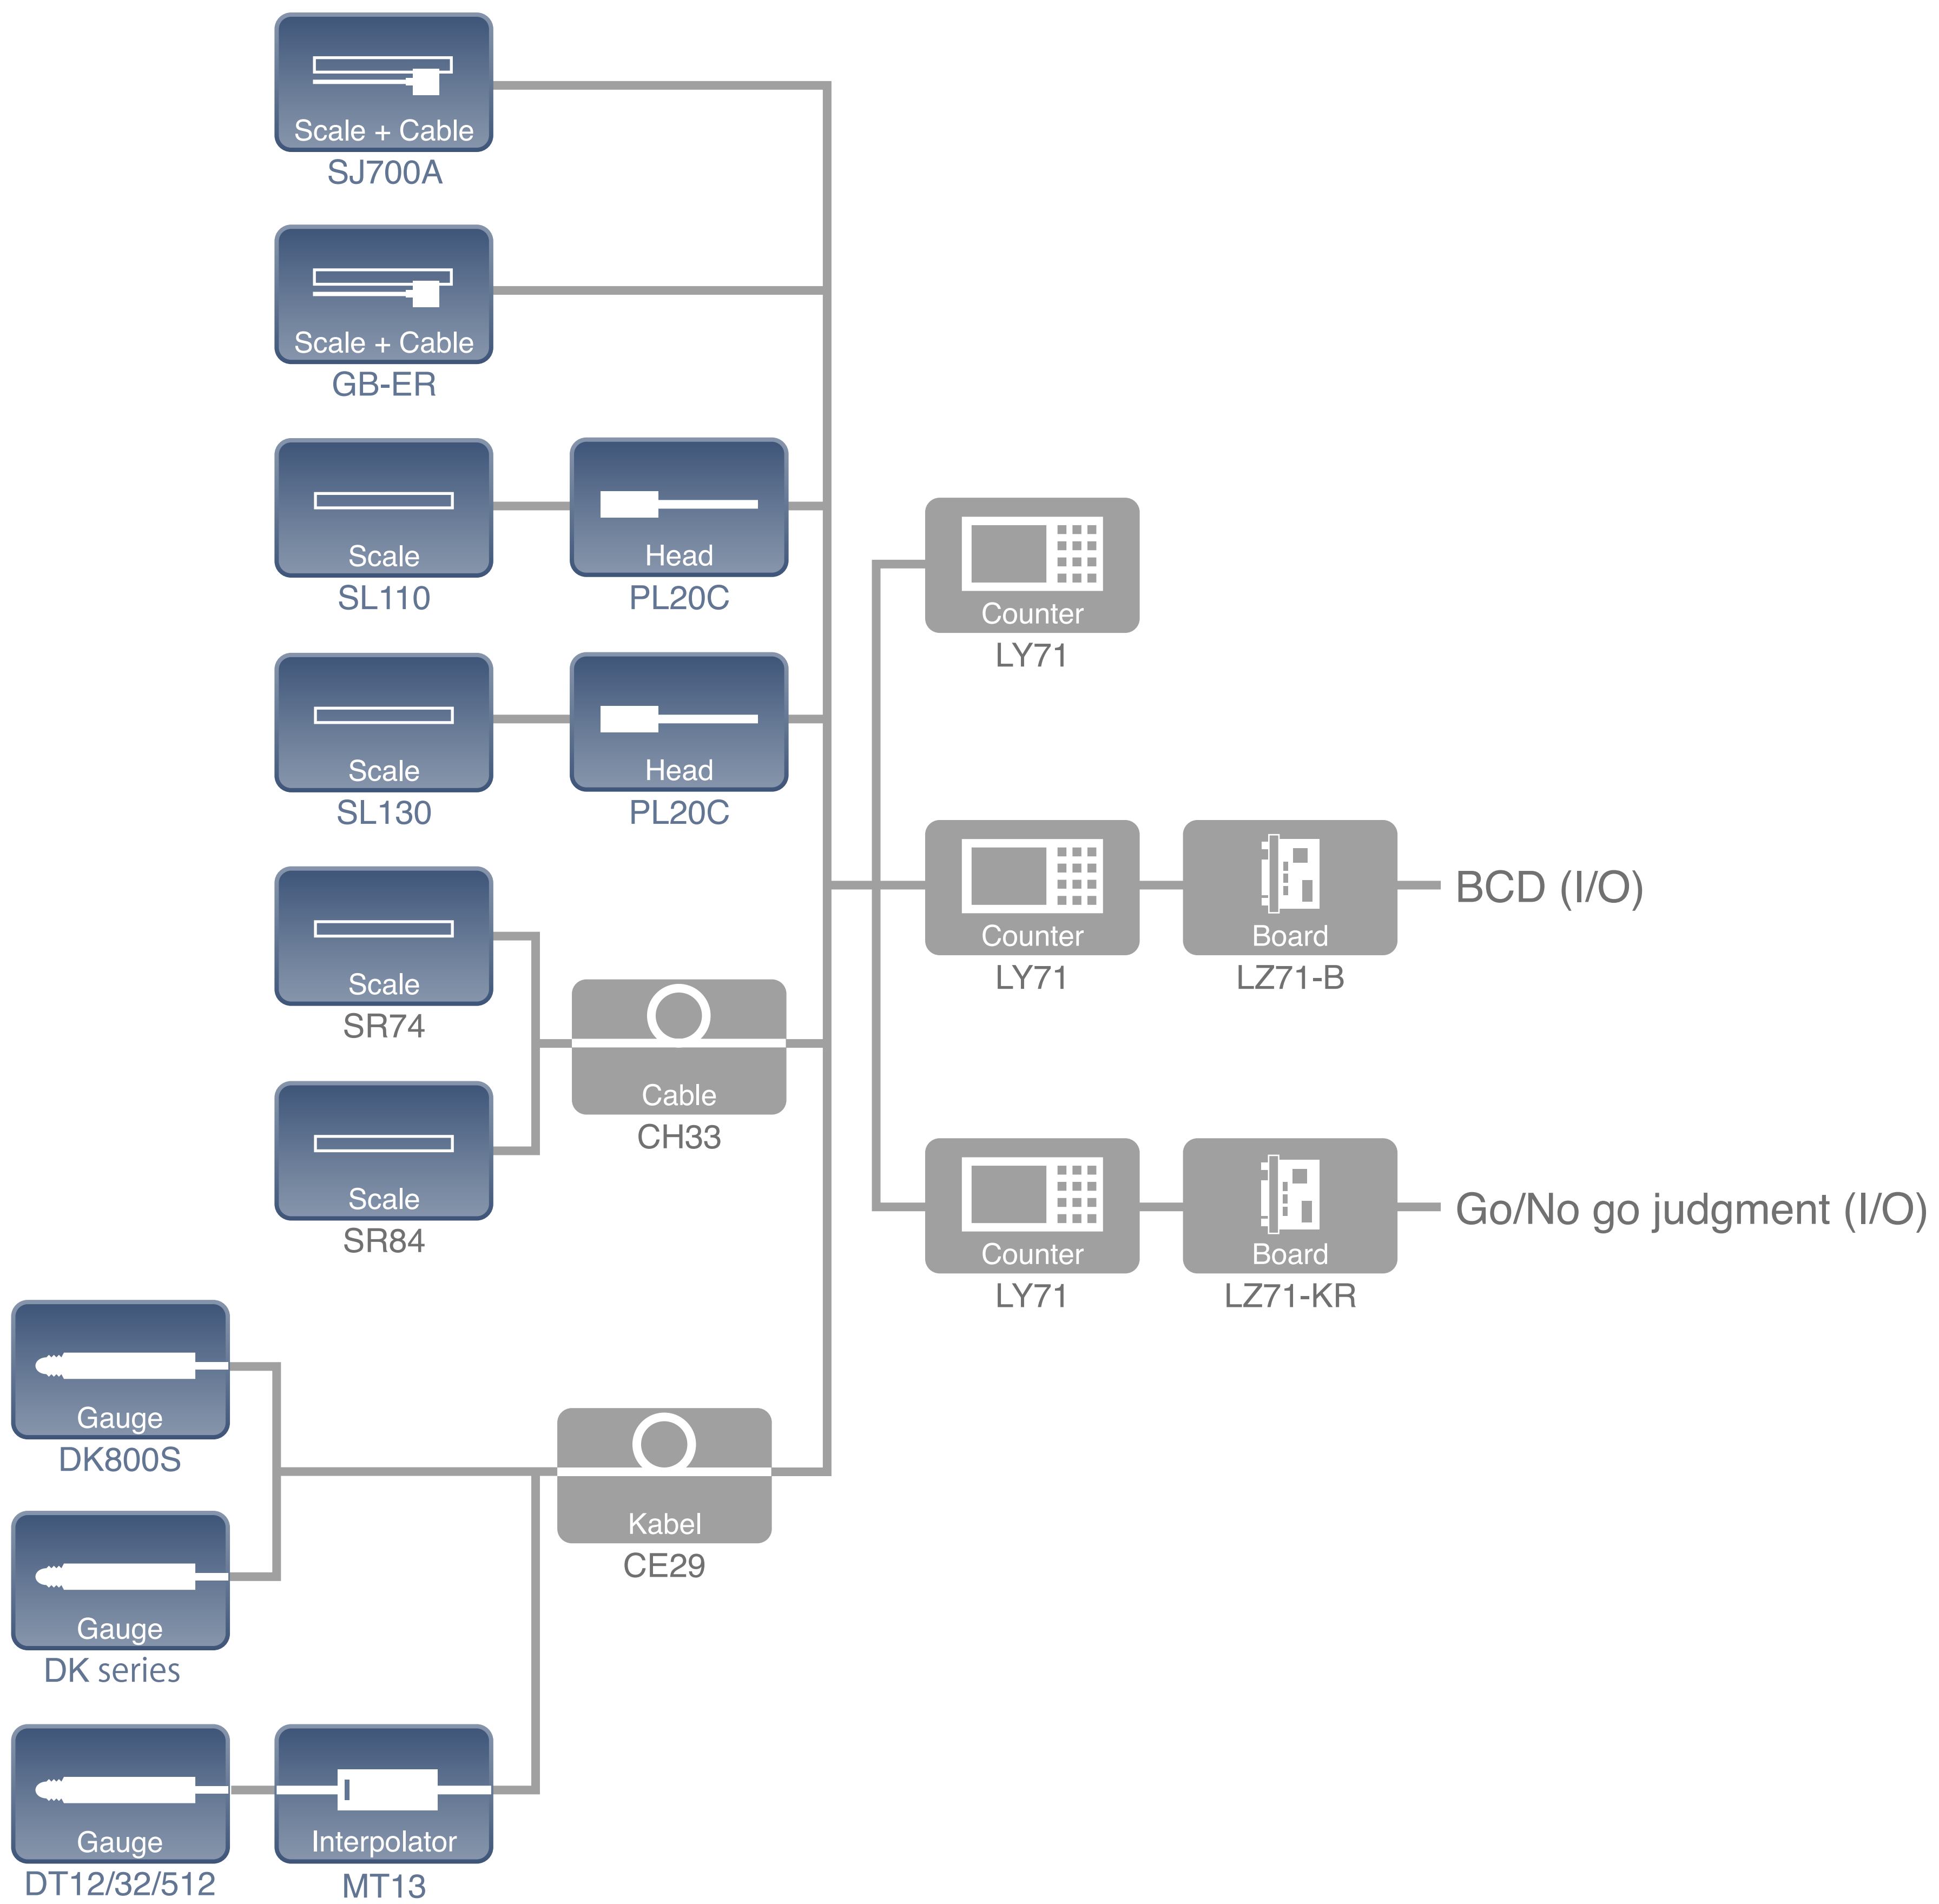 Scale + Cable
SJ700A
Scale + Cable
GB-ER
Scale
SL110
Head
PL20C
Scale
SL130
Head
PL20C
Scale
SR74
Scale
SR84
Cable
CH33
Gauge
DK800S
Gauge
DK series
Kabel
CE29
Gauge
DT12/32/512
Interpolator
MT13
Counter
LY71
Counter
LY71
Board
LZ71-B
BCD (I/O)
Counter
LY71
Board
LZ71-KR
Go/No go judgment (I/O)